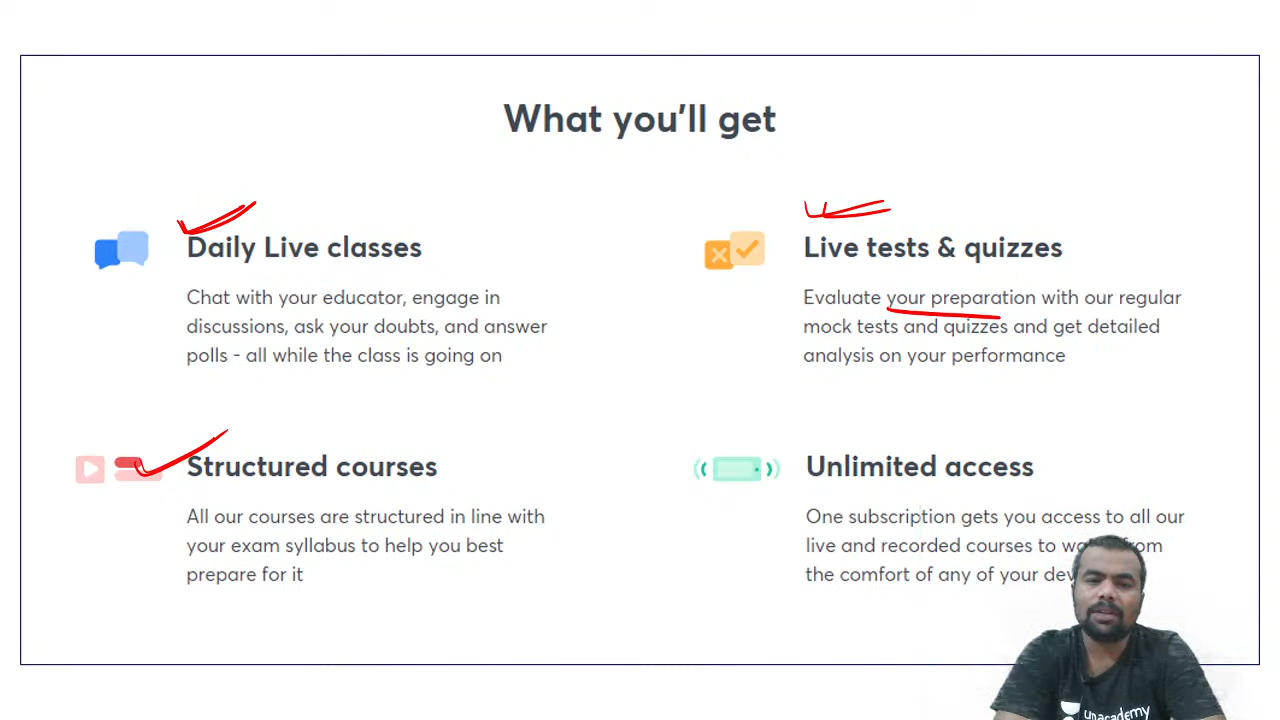 What you'll get
Daily Live classes
Chat with your educator, engage in
discussions, ask your doubts, and answer
polls - all while the class is going on
Live tests & quizzes
Evaluate your preparation with our regular
mock tests and quizzes and get detailed
analysis on your performance
Structured courses
All our courses are structured in line with
your exam syllabus to help you best
prepare for it
Unlimited access
One subscription gets you access to all our
live and recorded courses to from
the comfort of any of your
unacademy